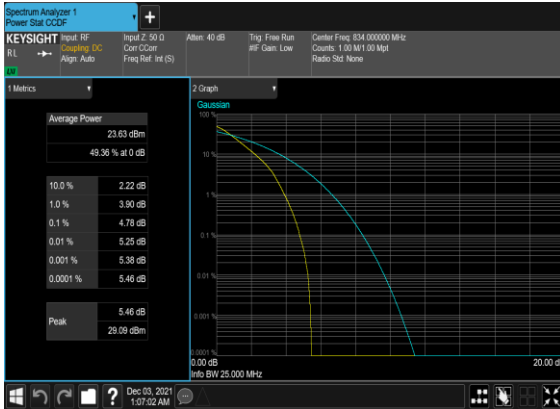 Spectrum Analyzer 1
Power Stat CCDF
KEYSIGHT
RL
Input: RF
Coupling: DC
Align: Auto
Input Z: 50 Ω
Corr CCorr
Freq Ref: Int (S)
Atten: 40 dB
Trig: Free Run
#IF Gain: Low
Center Freq: 834.000000 MHz
Counts: 1.00 M/1.00 Mpt
Radio Std: None
1 Metrics
Average Power
23.63 dBm
49.36 % at 0 dB
10.0 % 2.22 dB
1.0 % 3.90 dB
0.1 % 4.78 dB
0.01 % 5.25 dB
0.001 % 5.38 dB
0.0001 % 5.46 dB
Peak
5.46 dB
29.09 dBm
2 Graph
Gaussian
100 %
10 %
1 %
0.1 %
0.01 %
0.001 %
0.0001 %
0.00 dB
20.00 d
Info BW 25.000 MHz
Dec 03, 2021
1:07:02 AM